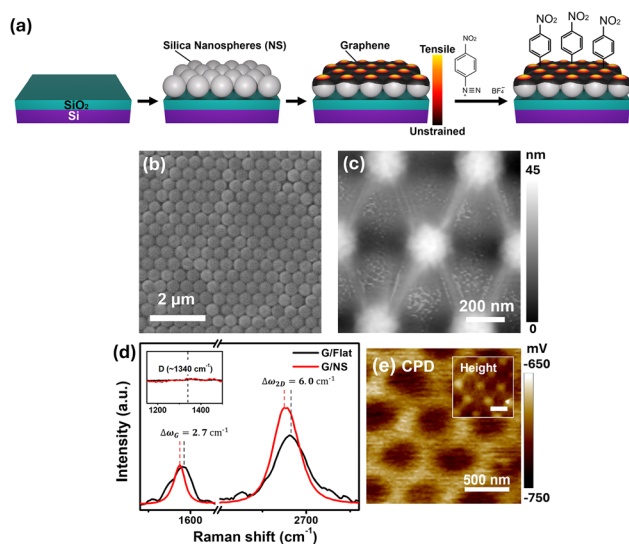 (a)
Silica Nanospheres (NS)
Graphene
Tensile
Unstrained
NO₂
N≡N
+
BF₄⁻
NO₂
NO₂
NO₂
SiO₂
Si
(b)
2 µm
(c)
200 nm
nm
45
0
(d)
D (~1340 cm⁻¹)
1200 1400
G/Flat
G/NS
Δω2D = 6.0 cm⁻¹
ΔωG = 2.7 cm⁻¹
Intensity (a.u.)
1600 2700
Raman shift (cm⁻¹)
(e) CPD
Height
500 nm
mV
-650
-750